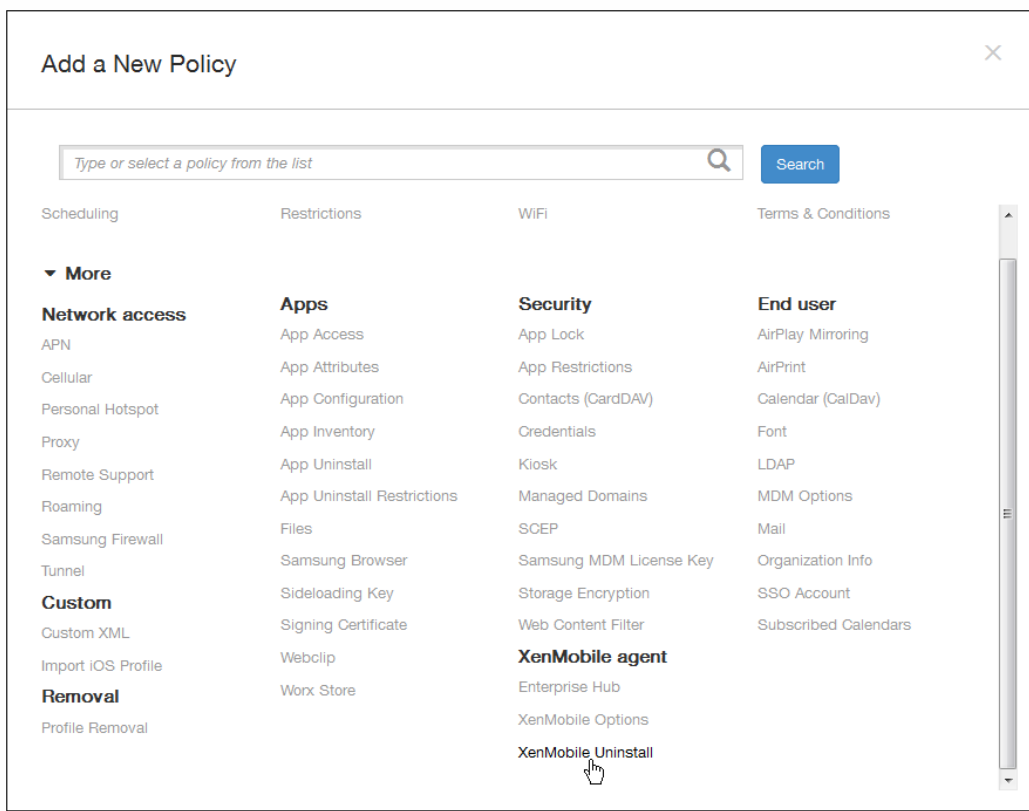 Add a New Policy
Type or select a policy from the list
Search
Scheduling
Restrictions
WiFi
Terms & Conditions
More
Network access
APN
Cellular
Personal Hotspot
Proxy
Remote Support
Roaming
Samsung Firewall
Tunnel
Custom
Custom XML
Import iOS Profile
Removal
Profile Removal
Apps
App Access
App Attributes
App Configuration
App Inventory
App Uninstall
App Uninstall Restrictions
Files
Samsung Browser
Sideloading Key
Signing Certificate
Webclip
Worx Store
Security
App Lock
App Restrictions
Contacts (CardDAV)
Credentials
Kiosk
Managed Domains
SCEP
Samsung MDM License Key
Storage Encryption
Web Content Filter
XenMobile agent
Enterprise Hub
XenMobile Options
XenMobile Uninstall
End user
AirPlay Mirroring
AirPrint
Calendar (CalDav)
Font
LDAP
MDM Options
Mail
Organization Info
SSO Account
Subscribed Calendars